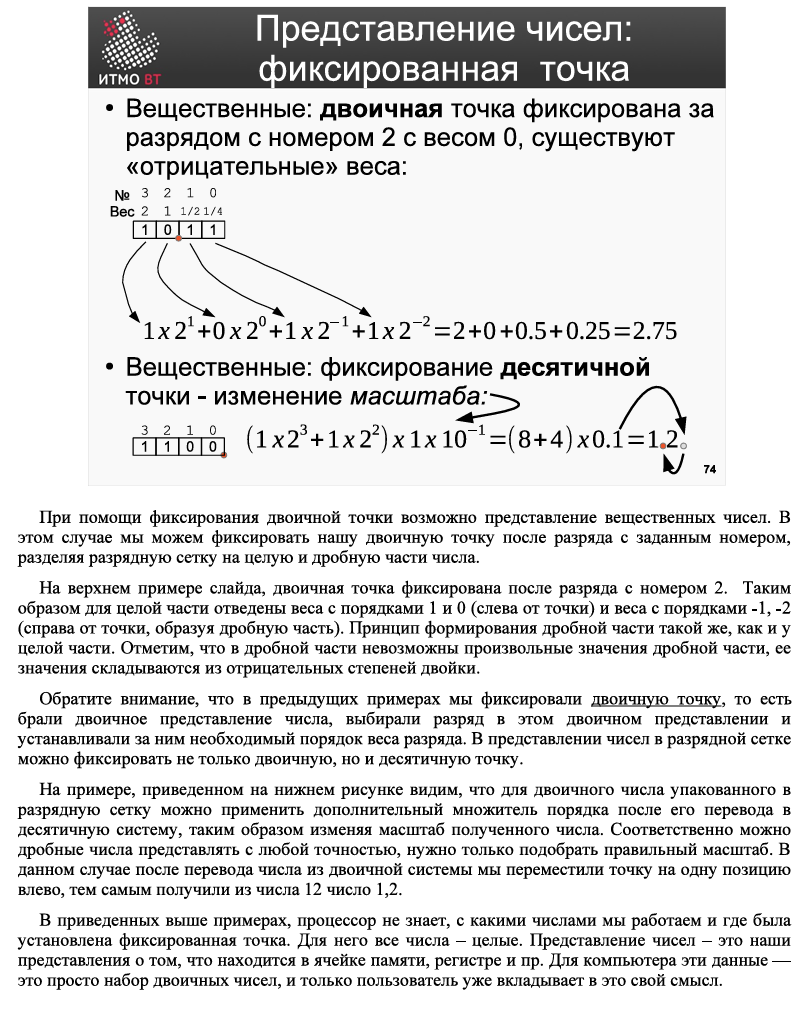 Представление чисел:
фиксированная точка
ИТМО ВТ
• Вещественные: двоичная точка фиксирована за
разрядом с номером 2 с весом 0, существуют
«отрицательные» веса:
№ 3 2 1 0
Вес 2 1 1/2 1/4
1 0 1 1
1 x 2¹+0 x 2⁰+1 x 2⁻¹+1 x 2⁻²=2+0+0.5+0.25=2.75
• Вещественные: фиксирование десятичной
точки - изменение масштаба:
3 2 1 0
1 1 0 0
(1 x 2³+1 x 2²) x 1 x 10⁻¹=(8+4) x 0.1=1.2.
74
При помощи фиксирования двоичной точки возможно представление вещественных чисел. В
этом случае мы можем фиксировать нашу двоичную точку после разряда с заданным номером,
разделяя разрядную сетку на целую и дробную части числа.
На верхнем примере слайда, двоичная точка фиксирована после разряда с номером 2. Таким
образом для целой части отведены веса с порядками 1 и 0 (слева от точки) и веса с порядками -1, -2
(справа от точки, образуя дробную часть). Принцип формирования дробной части такой же, как и у
целой части. Отметим, что в дробной части невозможны произвольные значения дробной части, ее
значения складываются из отрицательных степеней двойки.
Обратите внимание, что в предыдущих примерах мы фиксировали двоичную точку, то есть
брали двоичное представление числа, выбирали разряд в этом двоичном представлении и
устанавливали за ним необходимый порядок веса разряда. В представлении чисел в разрядной сетке
можно фиксировать не только двоичную, но и десятичную точку.
На примере, приведенном на нижнем рисунке видим, что для двоичного числа упакованного в
разрядную сетку можно применить дополнительный множитель порядка после его перевода в
десятичную систему, таким образом изменяя масштаб полученного числа. Соответственно можно
дробные числа представлять с любой точностью, нужно только подобрать правильный масштаб. В
данном случае после перевода числа из двоичной системы мы переместили точку на одну позицию
влево, тем самым получили из числа 12 число 1,2.
В приведенных выше примерах, процессор не знает, с какими числами мы работаем и где была
установлена фиксированная точка. Для него все числа – целые. Представление чисел – это наши
представления о том, что находится в ячейке памяти, регистре и пр. Для компьютера эти данные —
это просто набор двоичных чисел, и только пользователь уже вкладывает в это свой смысл.